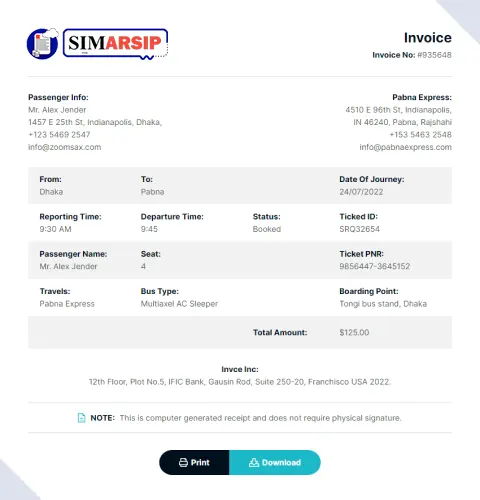 SIMARSIP
Invoice
Invoice No: #935648
Passenger Info:
Mr. Alex Jender
1457 E 25th St, Indianapolis, Dhaka,
+123 5469 2547
info@zoomsax.com
Pabna Express:
4510 E 96th St, Indianapolis,
IN 46240, Pabna, Rajshahi
+153 5463 2548
info@pabnaexpress.com
From: To: Date Of Journey:
Dhaka Pabna 24/07/2022
Reporting Time: Departure Time: Status: Ticked ID:
9:30 AM 9:45 Booked SRQ32654
Passenger Name: Seat: Ticket PNR:
Mr. Alex Jender 4 9856447-3645152
Travels: Bus Type: Boarding Point:
Pabna Express Multiaxel AC Sleeper Tongi bus stand, Dhaka
Total Amount: $125.00
Invce Inc:
12th Floor, Plot No.5, IFIC Bank, Gausin Rod, Suite 250-20, Franchisco USA 2022.
NOTE: This is computer generated receipt and does not require physical signature.
Print Download